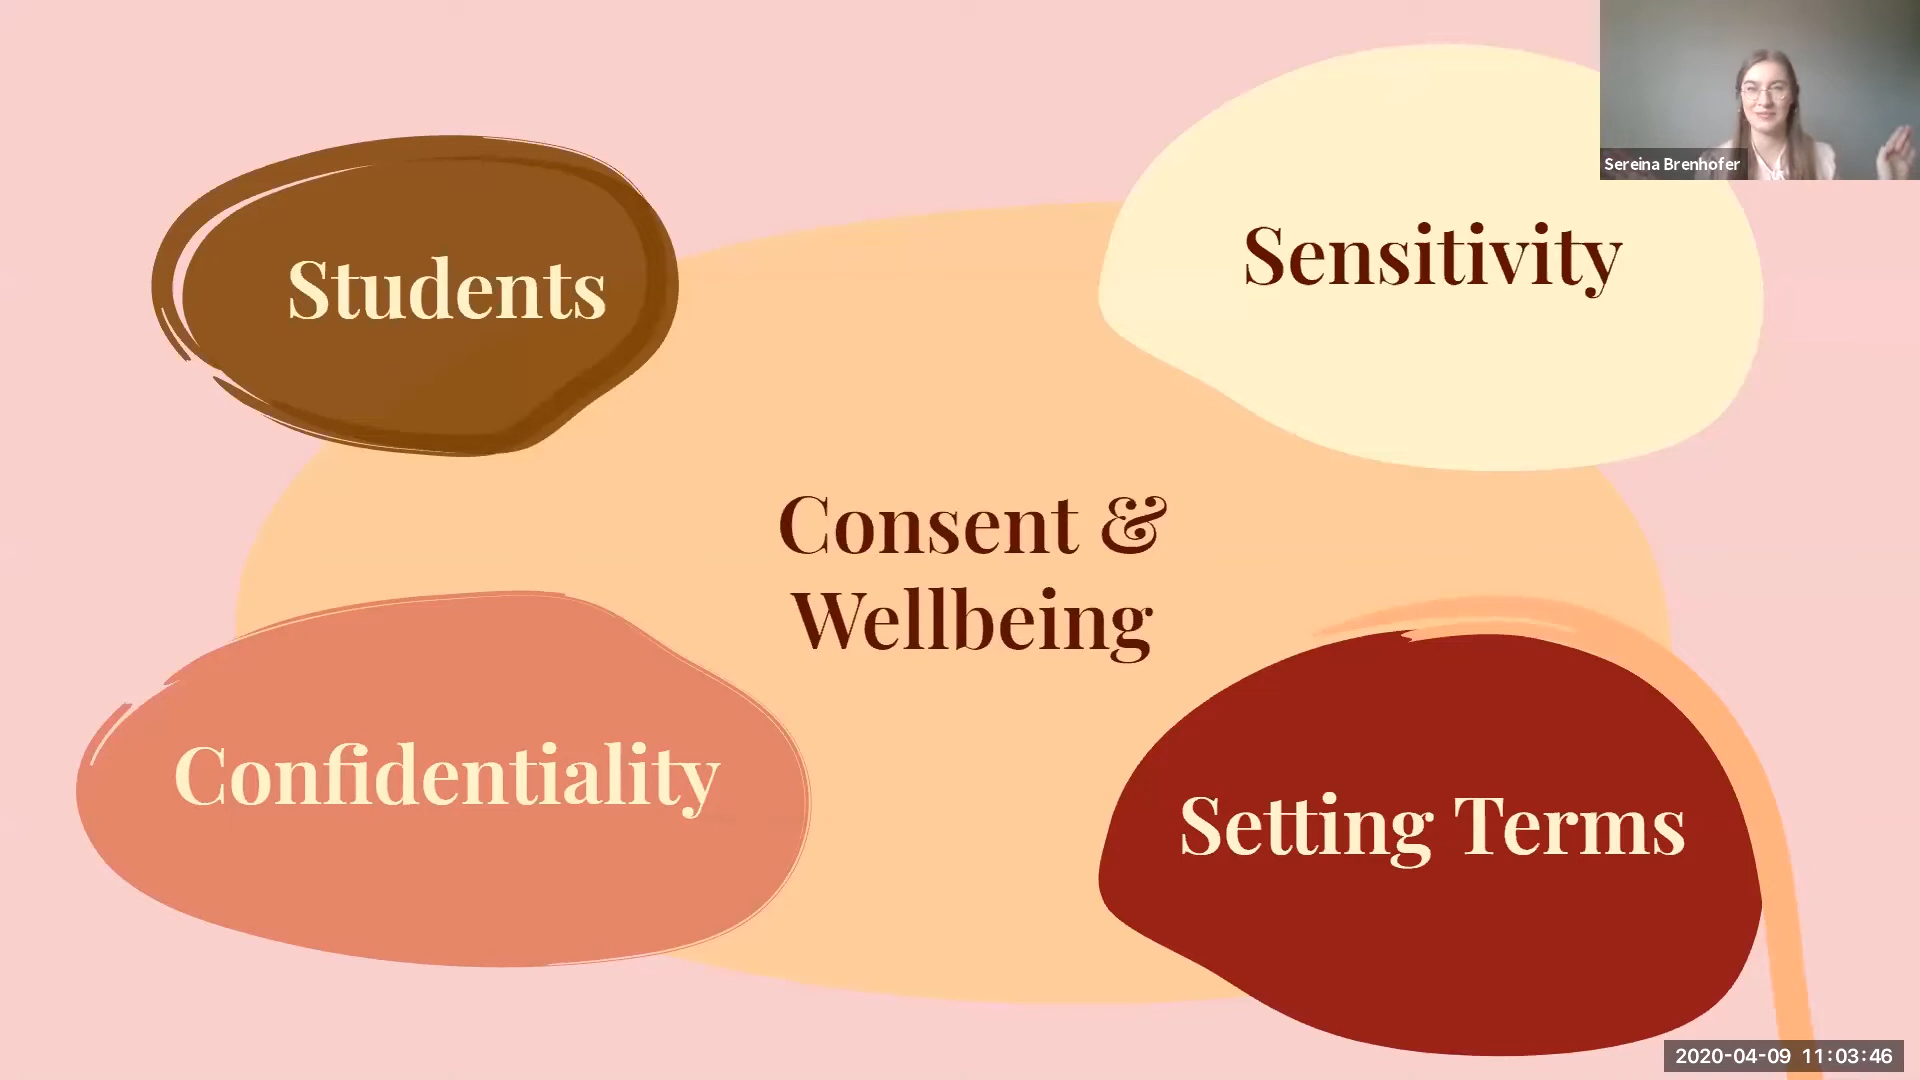 Sereina Brenhofer
Students
Sensitivity
Consent &
Wellbeing
Confidentiality
Setting Terms
2020-04-09 11:03:46